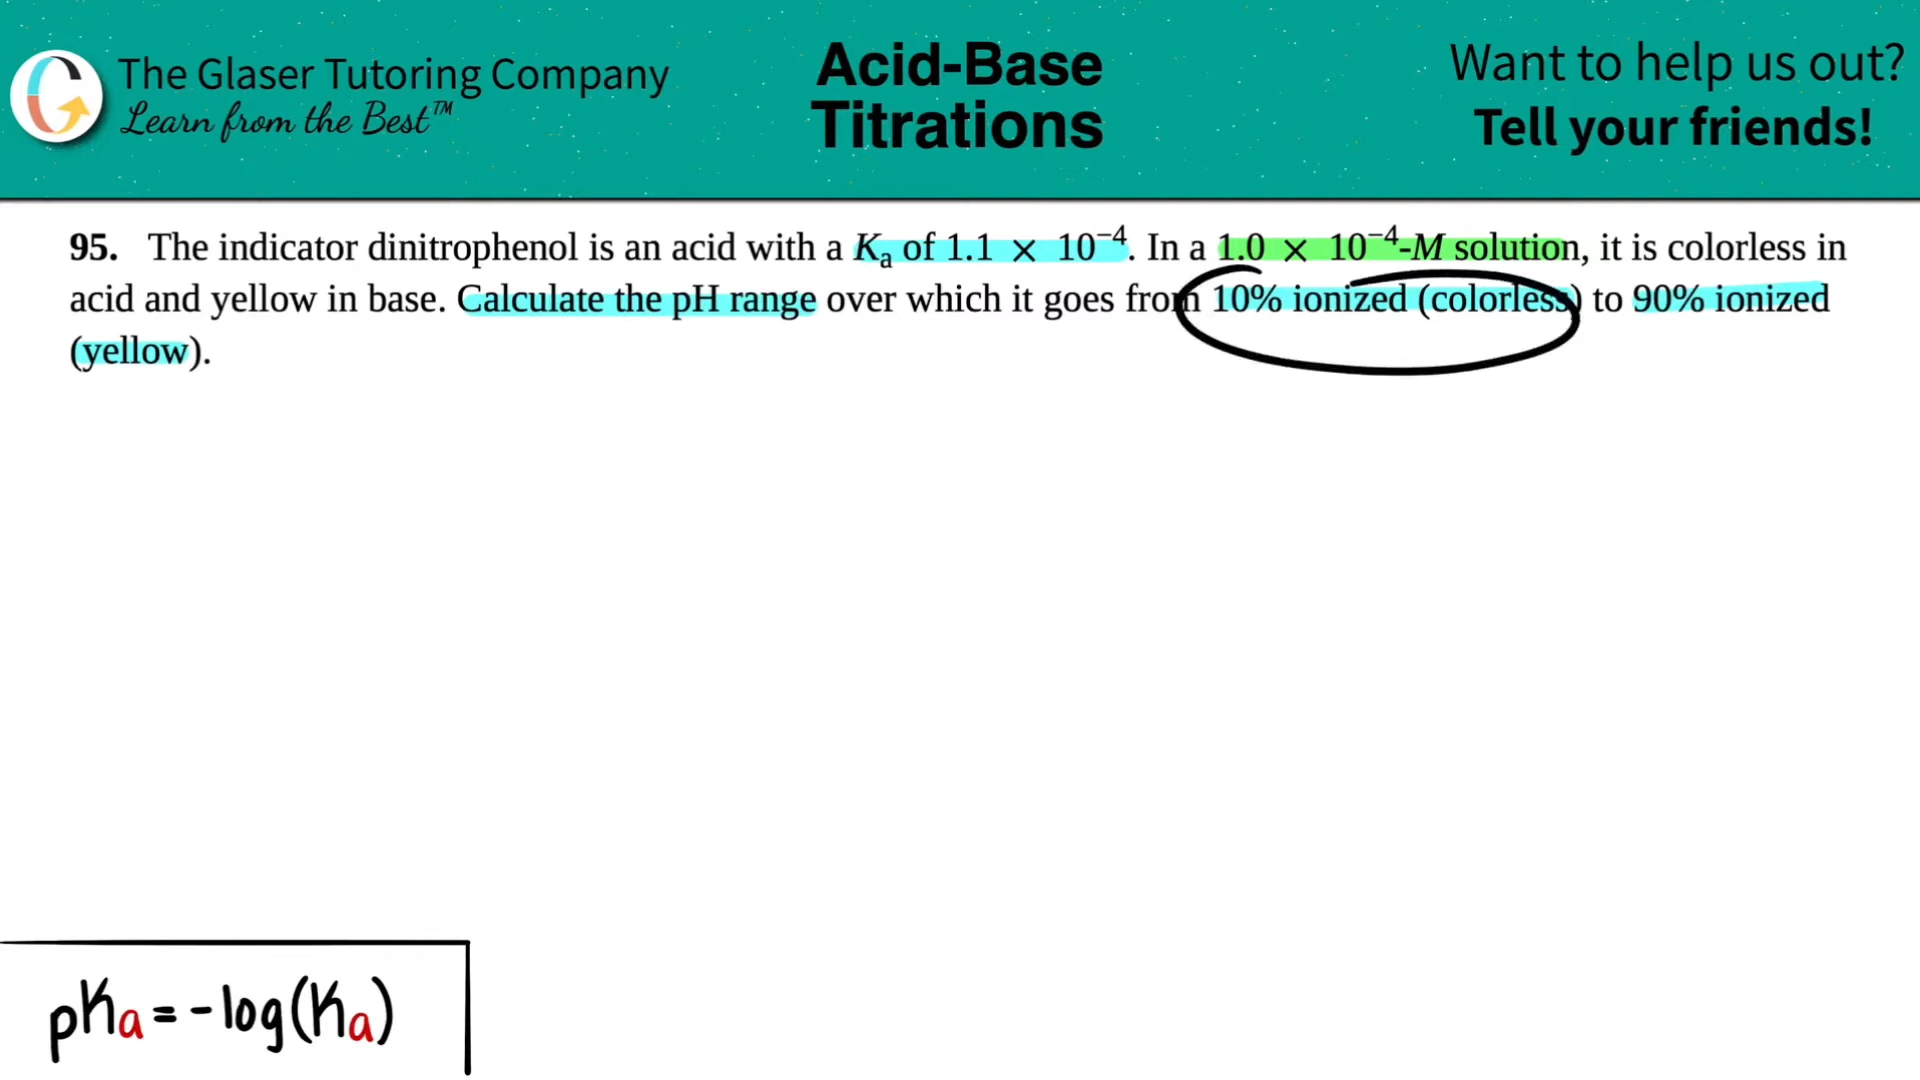 The Glaser Tutoring Company
Learn from the Best™
Acid-Base
Titrations
Want to help us out?
Tell your friends!
95. The indicator dinitrophenol is an acid with a Kₐ of 1.1 × 10⁻⁴. In a 1.0 × 10⁻⁴-M solution, it is colorless in
acid and yellow in base. Calculate the pH range over which it goes from 10% ionized (colorless) to 90% ionized
(yellow).
pKa = -log(Ka)